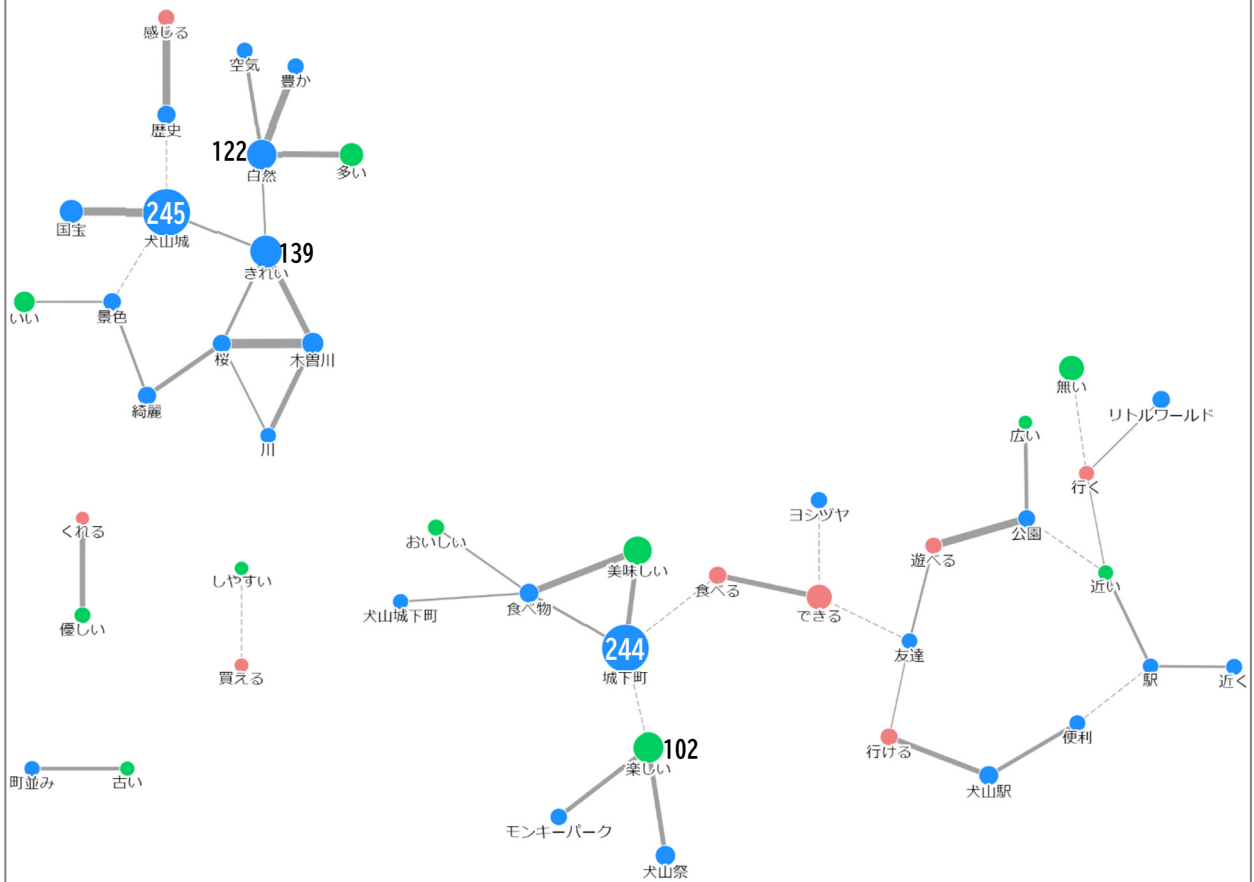 感じる
空気
豊か
歴史
122
自然
多い
国宝
245
犬山城
139
きれい
いい
景色
桜
木曽川
綺麗
川
無い
リトルワールド
広い
行く
くれる
ヨシヅヤ
公園
おいしい
遊べる
しやすい
美味しい
近い
食べる
犬山城下町
食べ物
できる
優しい
244
友達
買える
城下町
駅
近く
102
便利
楽しい
行ける
町並み
古い
犬山駅
モンキーパーク
犬山祭